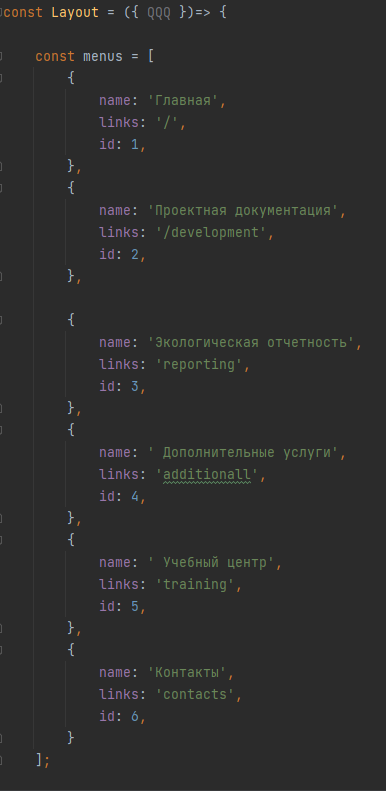 const Layout = ({ QQQ })=> {
const menus = [
{
name: 'Главная',
links: '/',
id: 1,
},
{
name: 'Проектная документация',
links: '/development',
id: 2,
},
{
name: 'Экологическая отчетность',
links: 'reporting',
id: 3,
},
{
name: ' Дополнительные услуги',
links: 'additionall',
id: 4,
},
{
name: ' Учебный центр',
links: 'training',
id: 5,
},
{
name: 'Контакты',
links: 'contacts',
id: 6,
}
];